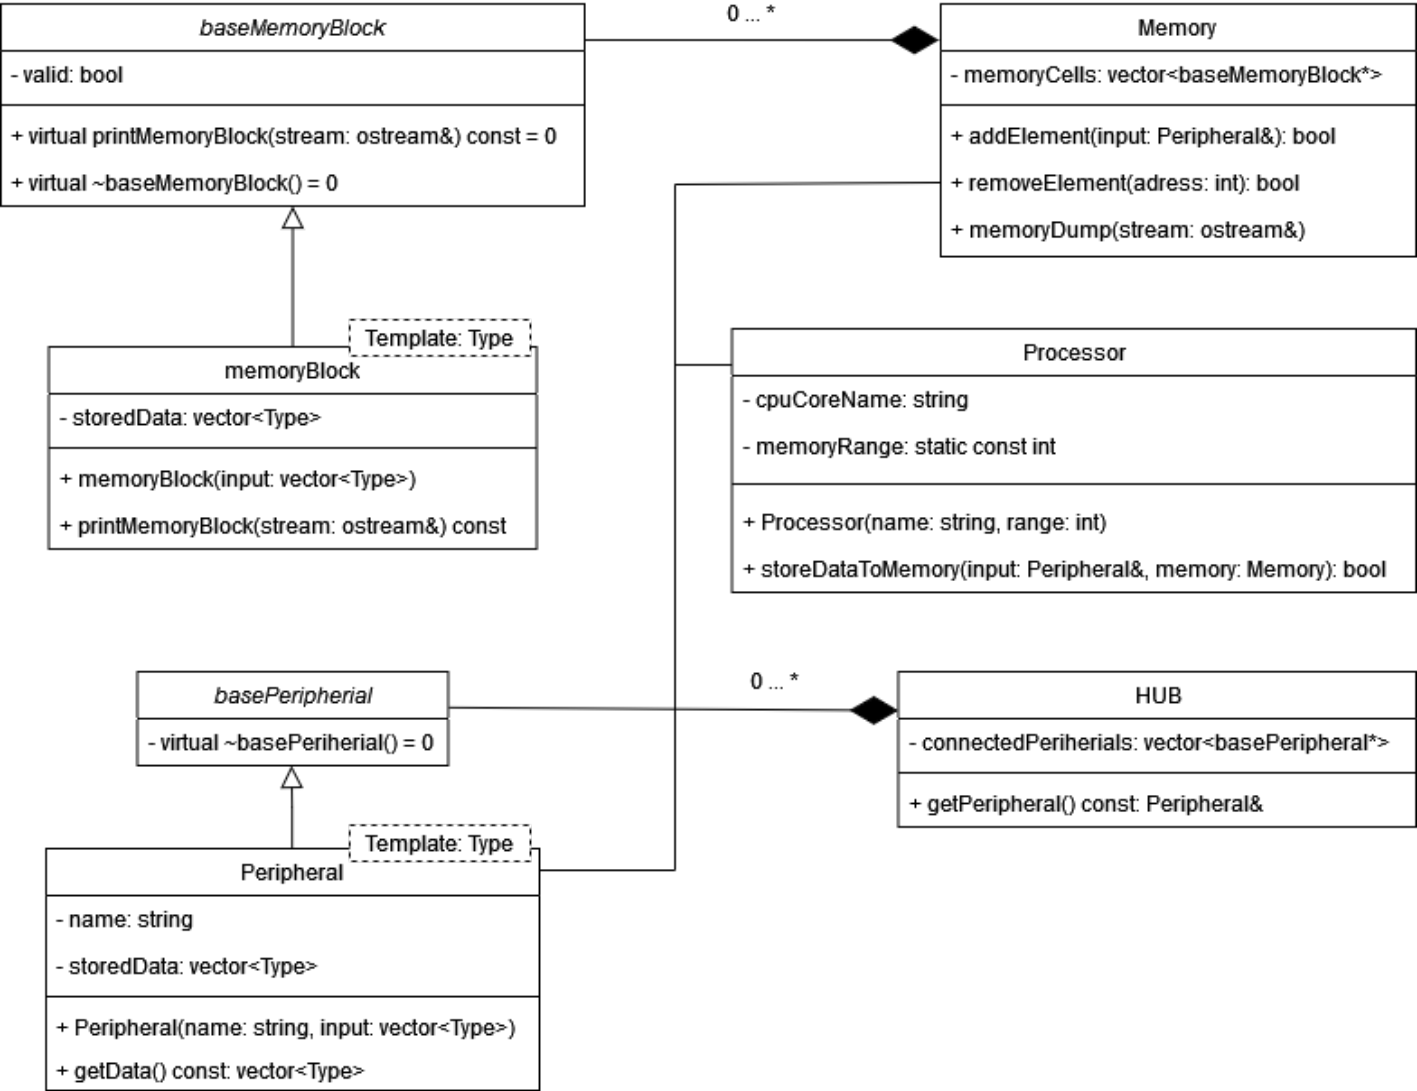 baseMemoryBlock
- valid: bool
+ virtual printMemoryBlock(stream: ostream&) const = 0
+ virtual ~baseMemoryBlock() = 0
0 ... *
Memory
- memoryCells: vector<baseMemoryBlock*>
+ addElement(input: Peripheral&): bool
+ removeElement(adress: int): bool
+ memoryDump(stream: ostream&)
Template: Type
memoryBlock
- storedData: vector<Type>
+ memoryBlock(input: vector<Type>)
+ printMemoryBlock(stream: ostream&) const
Processor
- cpuCoreName: string
- memoryRange: static const int
+ Processor(name: string, range: int)
+ storeDataToMemory(input: Peripheral&, memory: Memory): bool
basePeripherial
- virtual ~basePeriherial() = 0
0 ... *
HUB
- connectedPeriherials: vector<basePeripheral*>
+ getPeripheral() const: Peripheral&
Template: Type
Peripheral
- name: string
- storedData: vector<Type>
+ Peripheral(name: string, input: vector<Type>)
+ getData() const: vector<Type>